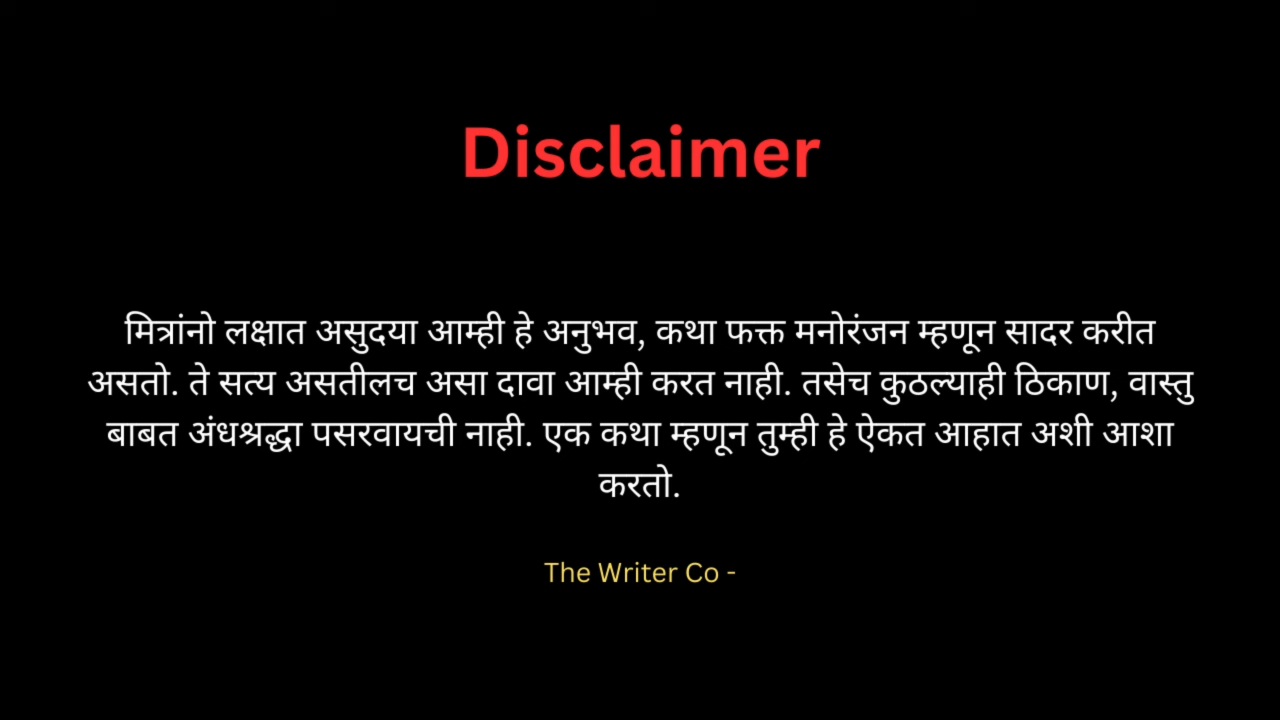 Disclaimer
मित्रांनो लक्षात असुदया आम्ही हे अनुभव, कथा फक्त मनोरंजन म्हणून सादर करीत
असतो. ते सत्य असतीलच असा दावा आम्ही करत नाही. तसेच कुठल्याही ठिकाण, वास्तु
बाबत अंधश्रद्धा पसरवायची नाही. एक कथा म्हणून तुम्ही हे ऐकत आहात अशी आशा
करतो.
The Writer Co -